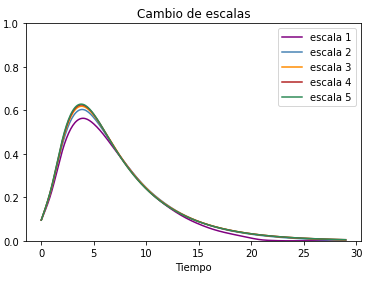 Cambio de escalas
1.0
0.8
0.6
0.4
0.2
0.0
escala 1
escala 2
escala 3
escala 4
escala 5
0 5 10 15 20 25 30
Tiempo